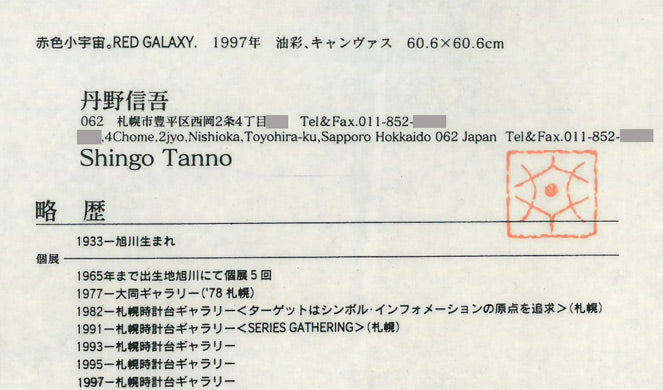 赤色小宇宙。RED GALAXY. 1997年 油彩、キャンヴァス 60.6×60.6cm
丹野信吾
062 札幌市豊平区西岡2条4丁目 Tel&Fax.011-852-
,4Chome,2jyo,Nishioka,Toyohira-ku,Sapporo Hokkaido 062 Japan Tel&Fax.011-852-
Shingo Tanno
略 歴
1933ー旭川生まれ
個展
1965年まで出生地旭川にて個展5回
1977ー大同ギャラリー('78 札幌)
1982ー札幌時計台ギャラリー<ターゲットはシンボル・インフォメーションの原点を追求>(札幌)
1991ー札幌時計台ギャラリー<SERIES GATHERING>(札幌)
1993ー札幌時計台ギャラリー
1995ー札幌時計台ギャラリー
1997ー札幌時計台ギャラリー